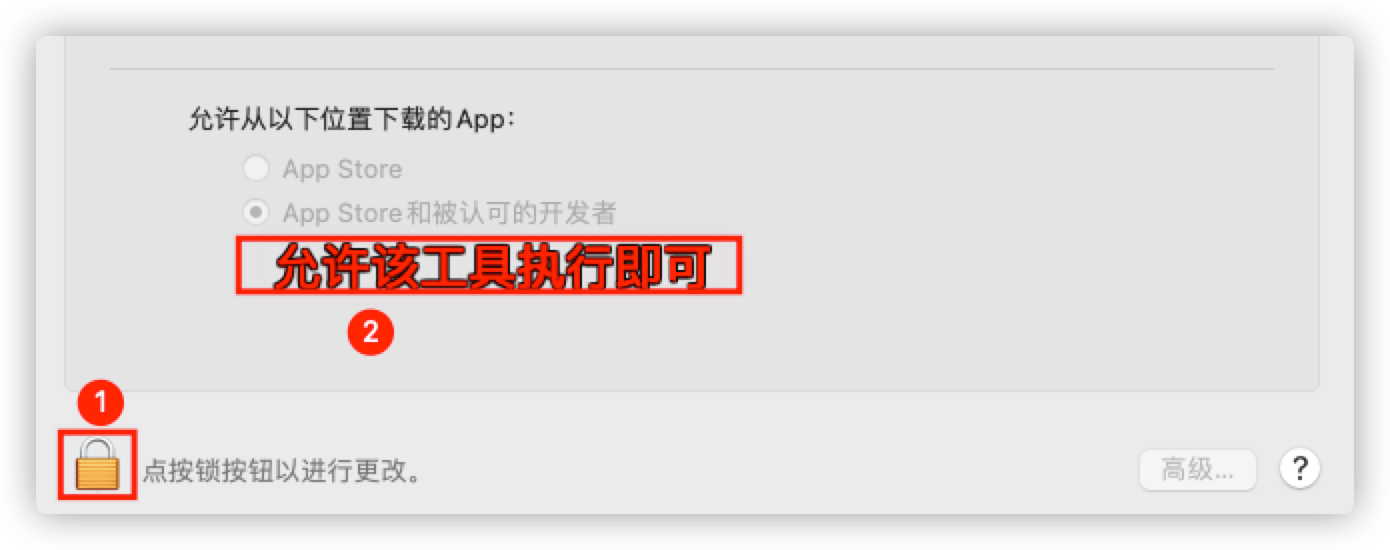 允许从以下位置下载的App：
App Store
App Store和被认可的开发者
允许该工具执行即可
2
1
点按锁按钮以进行更改。
高级...
?